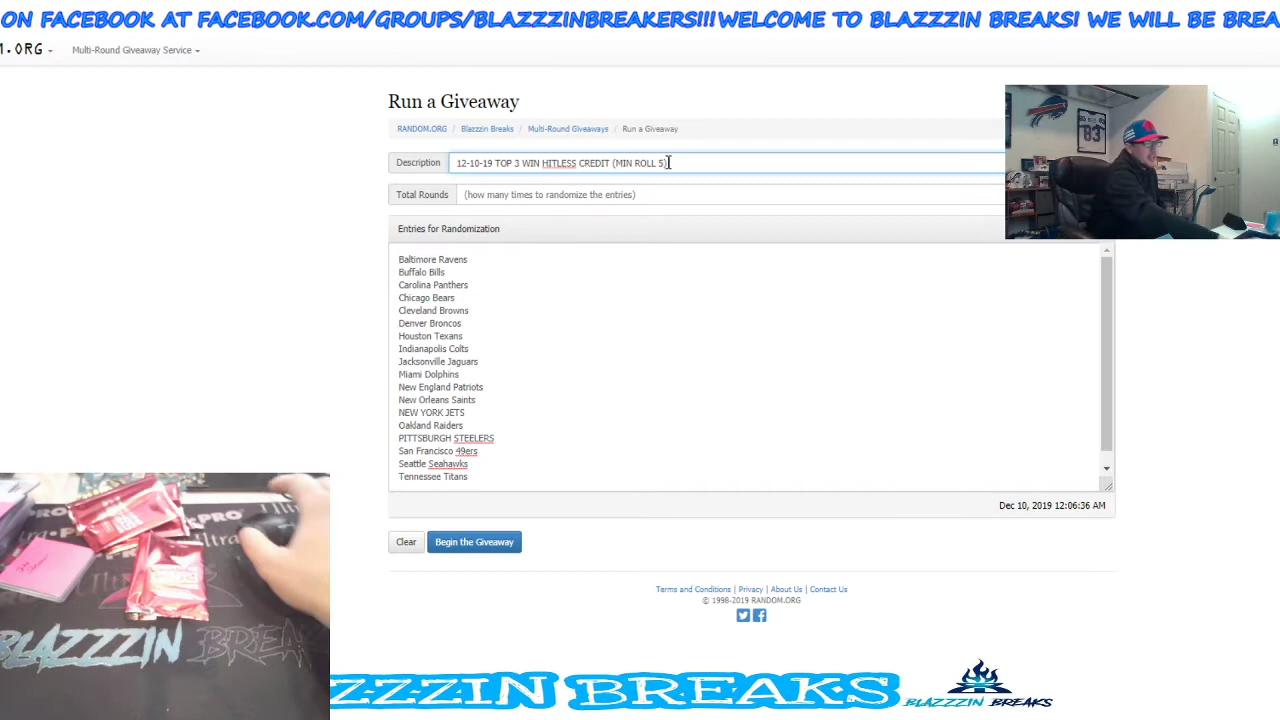 ON FACEBOOK AT FACEBOOK.COM/GROUPS/BLAZZZINBREAKERS!!! WELCOME TO BLAZZZIN BREAKS! WE WILL BE BREA
M.ORG Multi-Round Giveaway Service
Run a Giveaway
RANDOM.ORG / Blazzzin Breaks / Multi-Round Giveaways / Run a Giveaway
Description 12-10-19 TOP 3 WIN HITLESS CREDIT (MIN ROLL 5)
Total Rounds (how many times to randomize the entries)
Entries for Randomization
Baltimore Ravens
Buffalo Bills
Carolina Panthers
Chicago Bears
Cleveland Browns
Denver Broncos
Houston Texans
Indianapolis Colts
Jacksonville Jaguars
Miami Dolphins
New England Patriots
New Orleans Saints
NEW YORK JETS
Oakland Raiders
PITTSBURGH STEELERS
San Francisco 49ers
Seattle Seahawks
Tennessee Titans
Dec 10, 2019 12:06:36 AM
Clear Begin the Giveaway
Terms and Conditions | Privacy | About Us | Contact Us
© 1998-2019 RANDOM.ORG
83
PRO
Ultra
BLAZZZIN BREAK
ZZZIN BREAKS
BLAZZZIN BREAKS